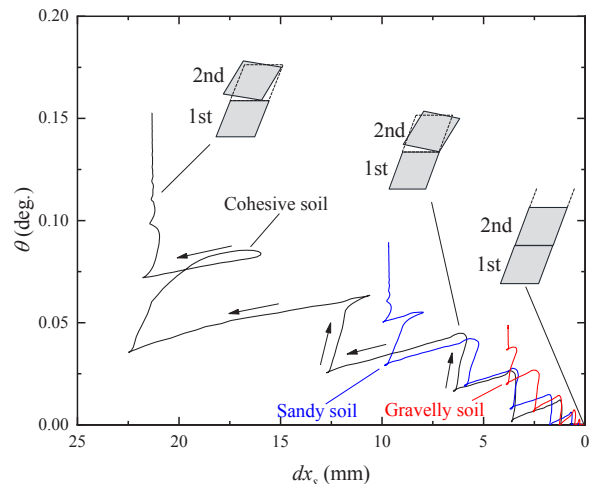 0.20
0.15
0.10
0.05
0.00
θ (deg.)
2nd
1st
2nd
1st
2nd
1st
Cohesive soil
Sandy soil
Gravelly soil
25
20
15
10
5
0
dxₛ (mm)